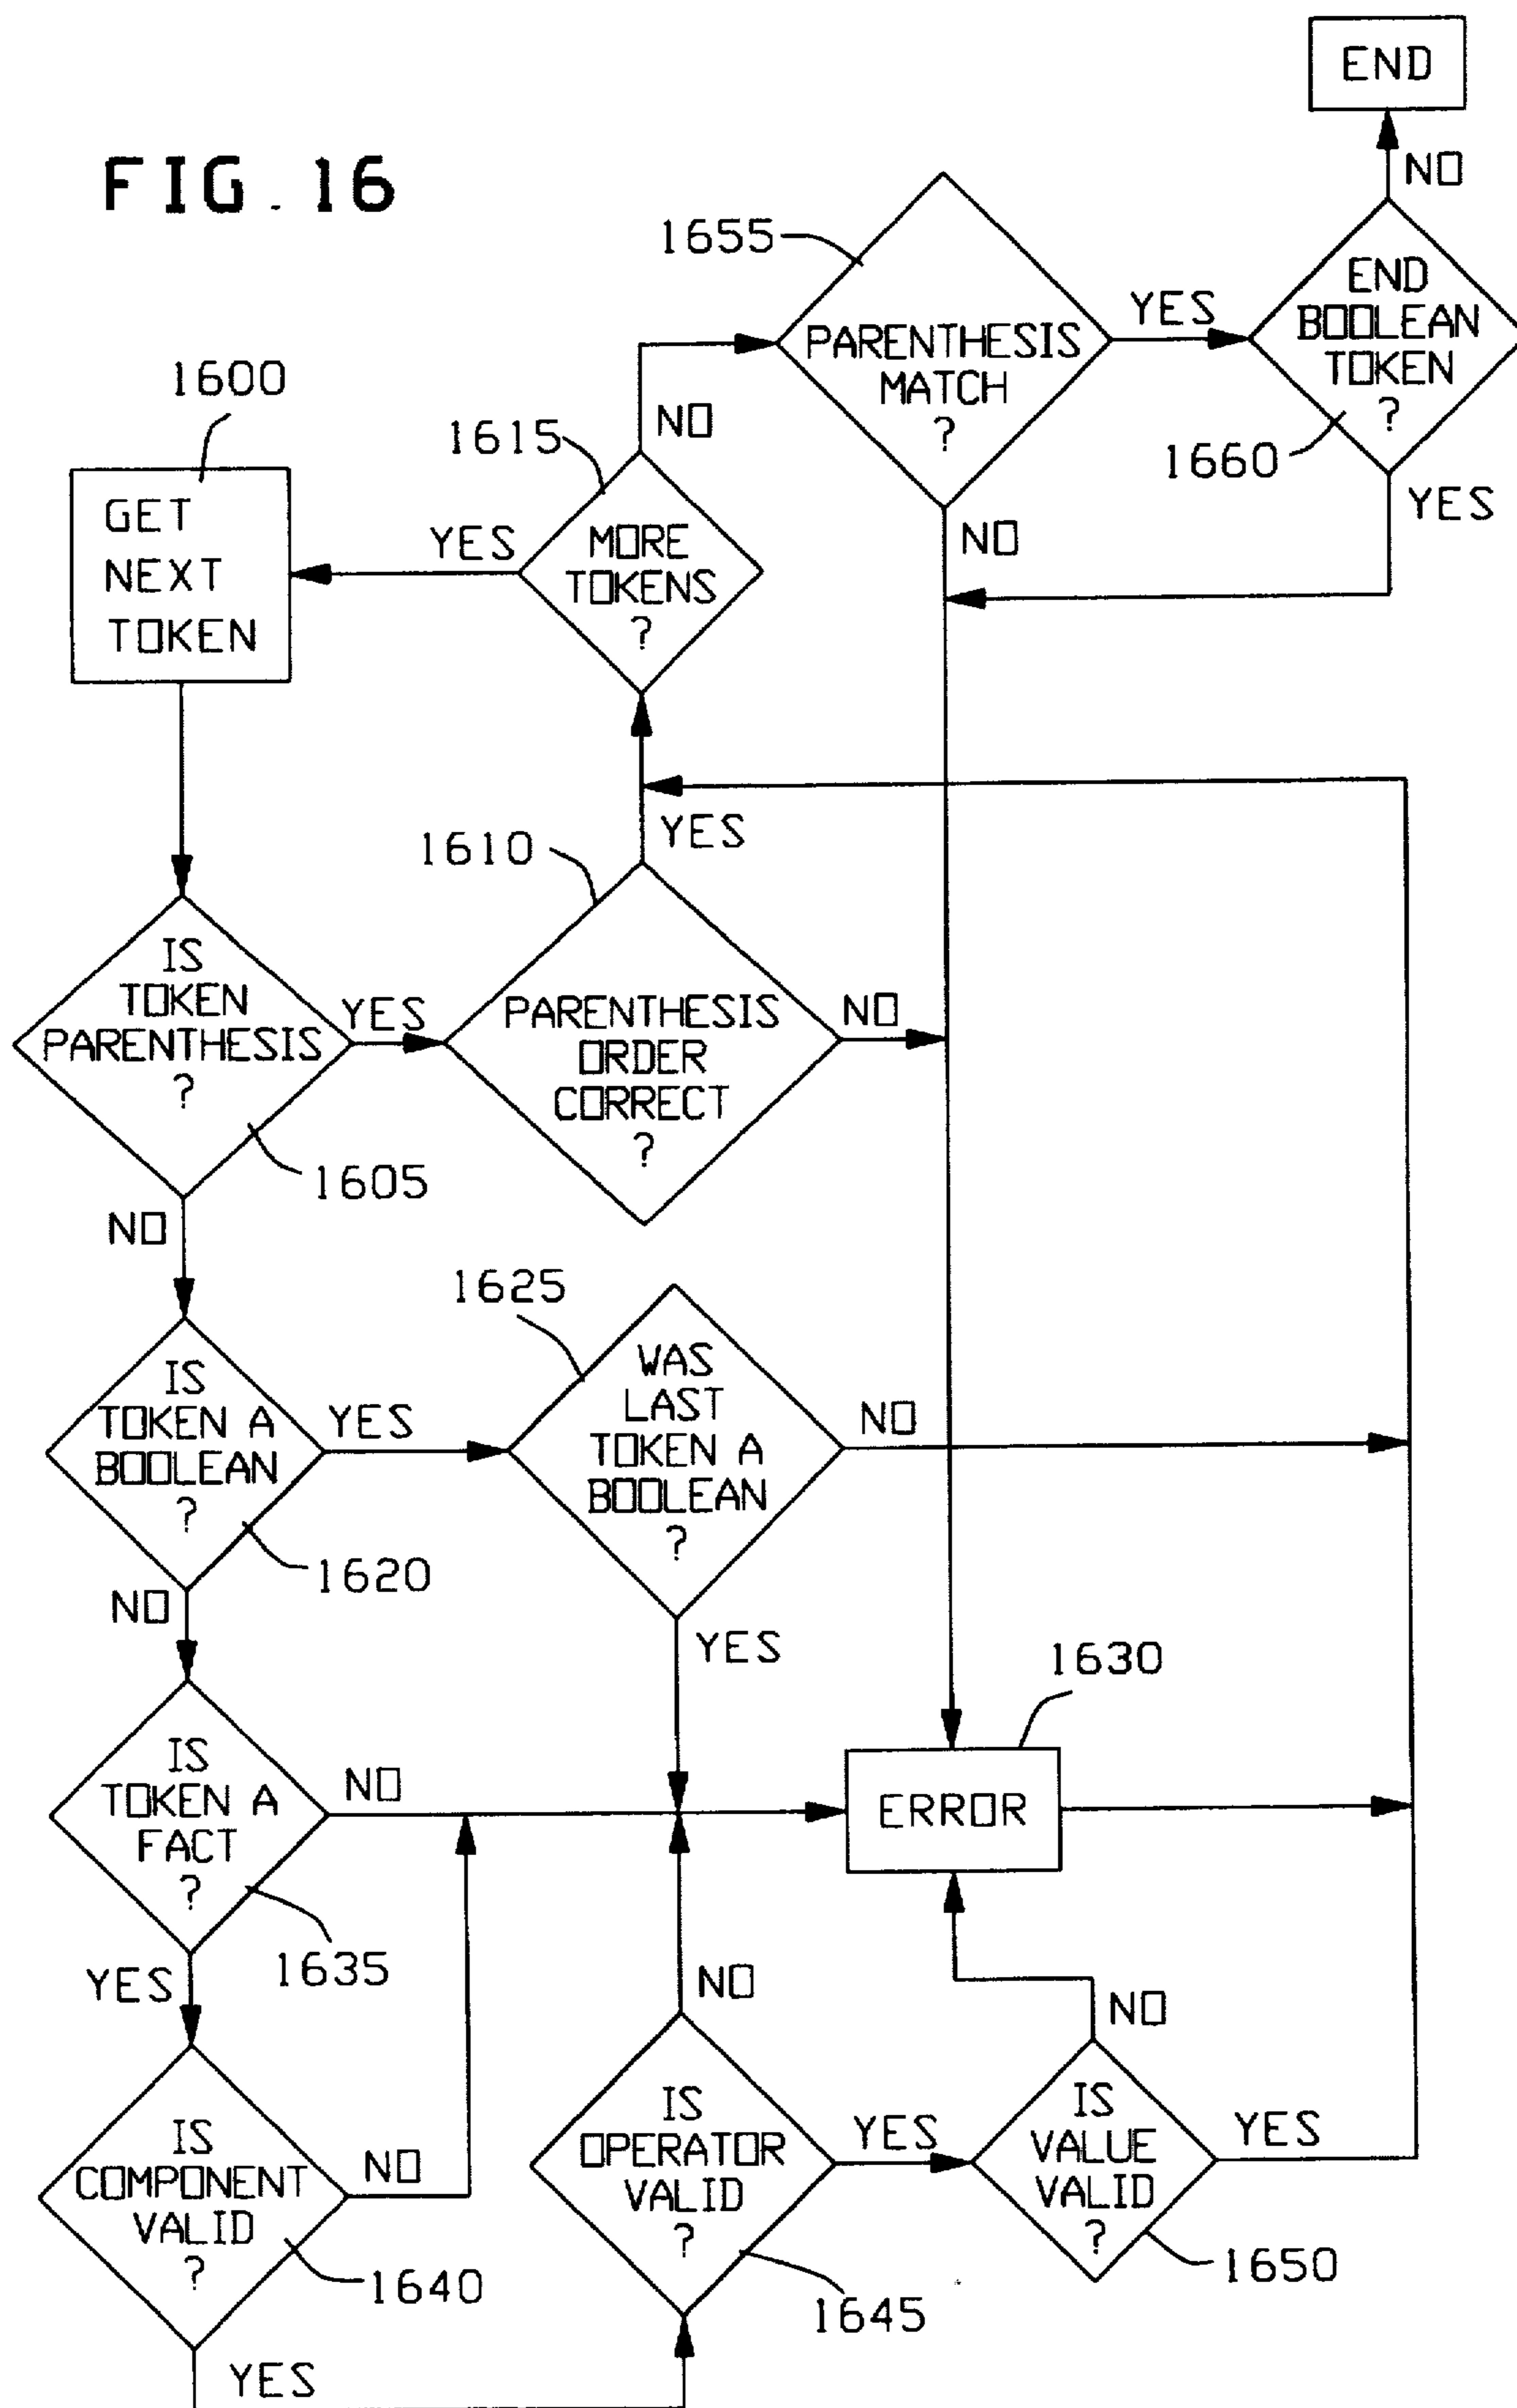 END
NO
FIG. 16
1655
END
BOOLEAN
TOKEN
?
YES
PARENTHESIS
MATCH
?
1660
YES
NO
1600
GET
NEXT
TOKEN
1615
NO
YES
MORE
TOKENS
?
YES
1610
IS
TOKEN
PARENTHESIS
?
YES
PARENTHESIS
ORDER
CORRECT
?
NO
1605
NO
1625
IS
TOKEN A
BOOLEAN
?
YES
WAS
LAST
TOKEN A
BOOLEAN
?
NO
1620
NO
YES
1630
IS
TOKEN A
FACT
?
NO
ERROR
1635
YES
NO
NO
IS
COMPONENT
VALID
?
NO
IS
OPERATOR
VALID
?
YES
IS
VALUE
VALID
?
YES
1640
1645
1650
YES